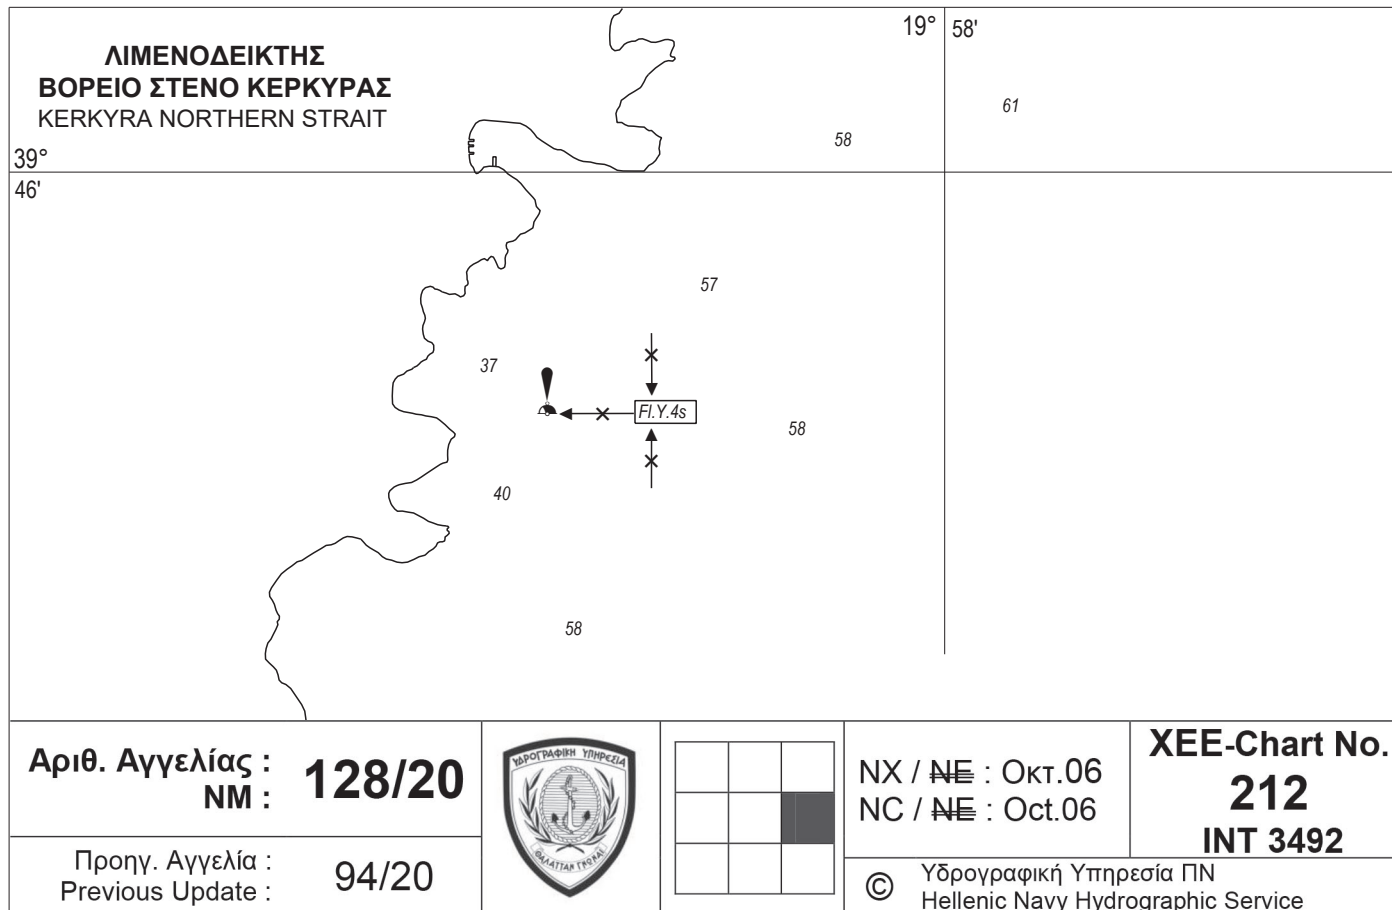 ΛΙΜΕΝΟΔΕΙΚΤΗΣ
ΒΟΡΕΙΟ ΣΤΕΝΟ ΚΕΡΚΥΡΑΣ
KERKYRA NORTHERN STRAIT
19° 58'
61
58
39°
46'
57
37
Fl.Y.4s
58
40
58
Αριθ. Αγγελίας : 128/20
NM :
Προηγ. Αγγελία : 94/20
Previous Update :
ΥΔΡΟΓΡΑΦΙΚΗ ΥΠΗΡΕΣΙΑ
NX / NE : Οκτ.06
NC / NE : Oct.06
XEE-Chart No.
212
INT 3492
© Υδρογραφική Υπηρεσία ΠΝ
Hellenic Navy Hydrographic Service